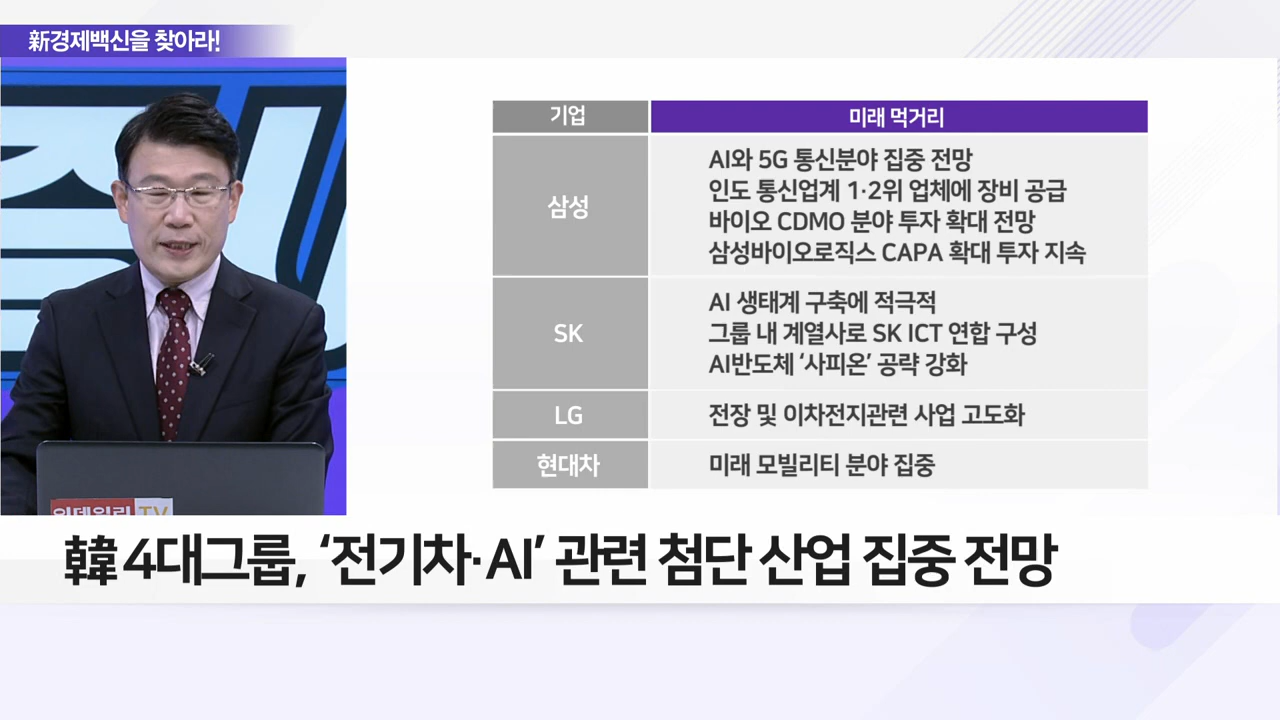 新경제백신을 찾아라!
기업
미래 먹거리
삼성
AI와 5G 통신분야 집중 전망
인도 통신업계 1·2위 업체에 장비 공급
바이오 CDMO 분야 투자 확대 전망
삼성바이오로직스 CAPA 확대 투자 지속
SK
AI 생태계 구축에 적극적
그룹 내 계열사로 SK ICT 연합 구성
AI반도체 ‘사피온’ 공략 강화
LG
전장 및 이차전지관련 사업 고도화
현대차
미래 모빌리티 분야 집중
이데일리 TV
韓 4대그룹, ‘전기차·AI’ 관련 첨단 산업 집중 전망